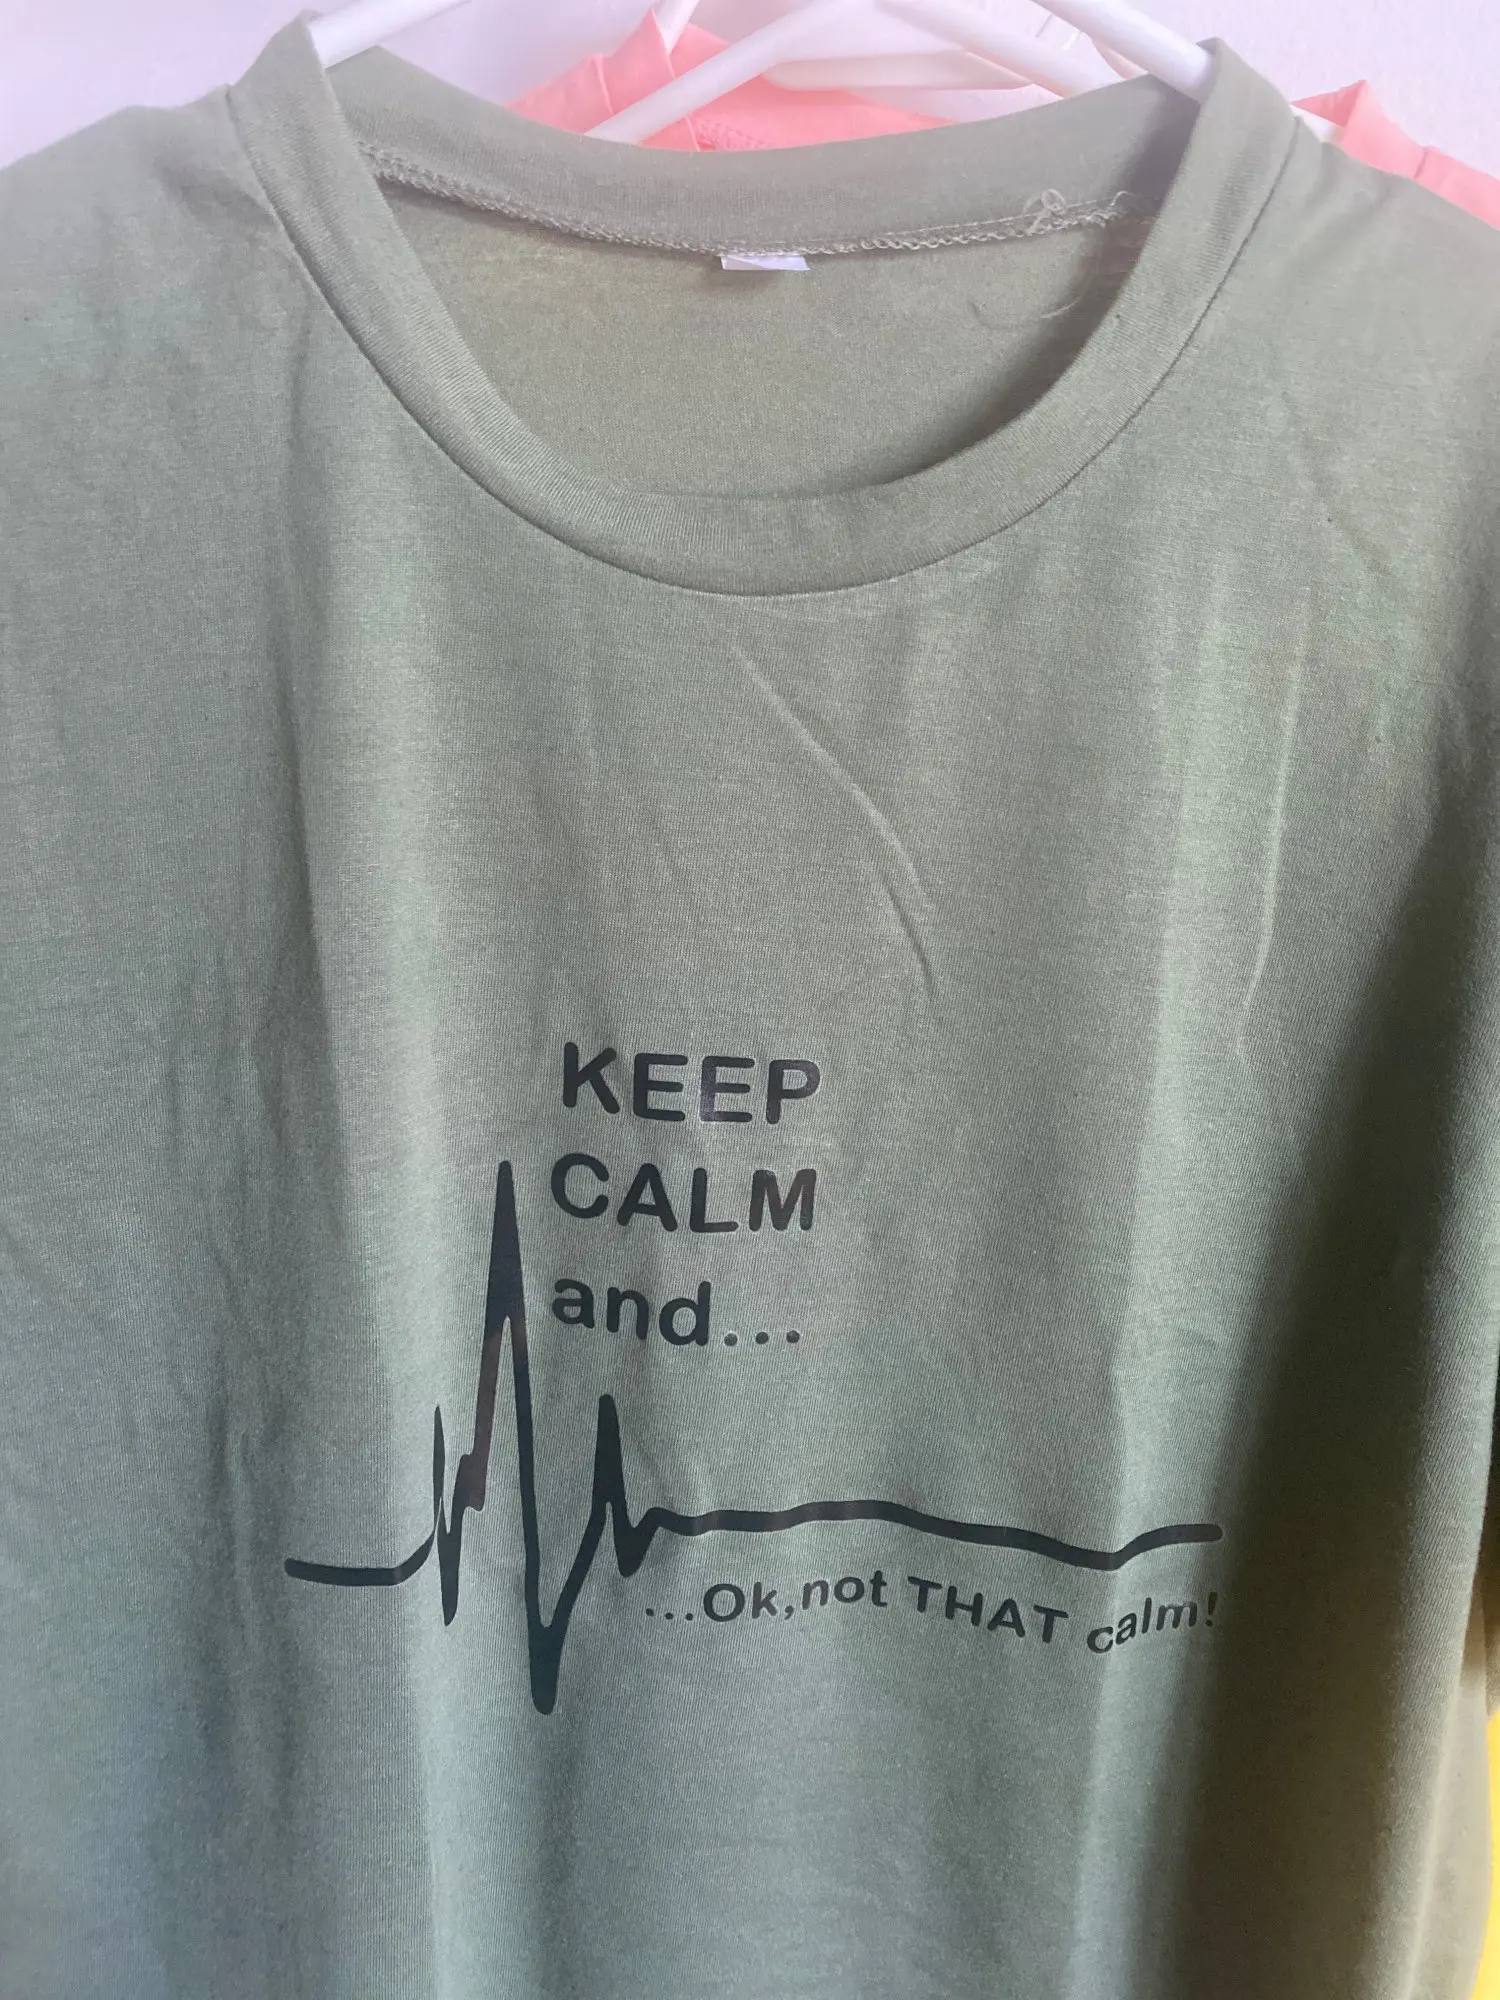 KEEP
CALM
and...
...Ok,not THAT calm!